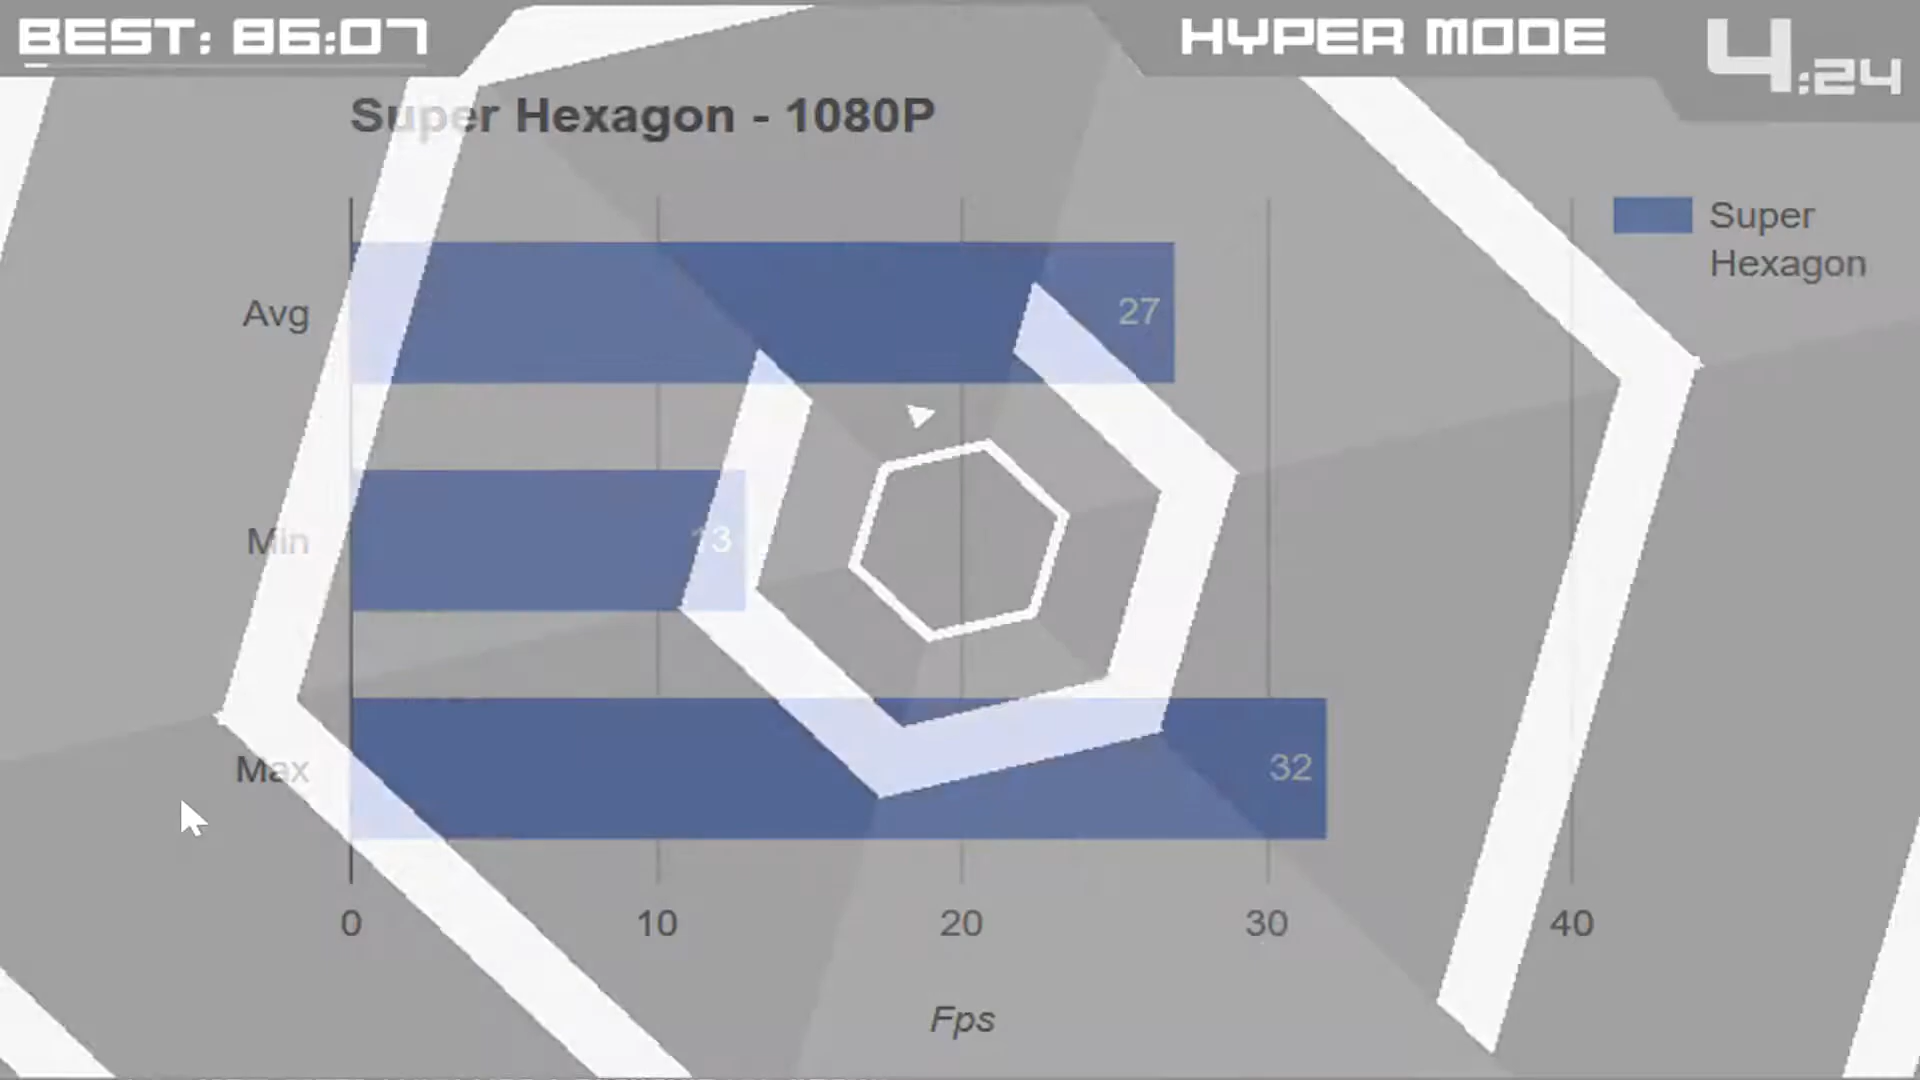 BEST: 86:07
HYPER MODE
4:24
Super Hexagon - 1080P
Super
Hexagon
Avg
27
Min
13
Max
32
0 10 20 30 40
Fps